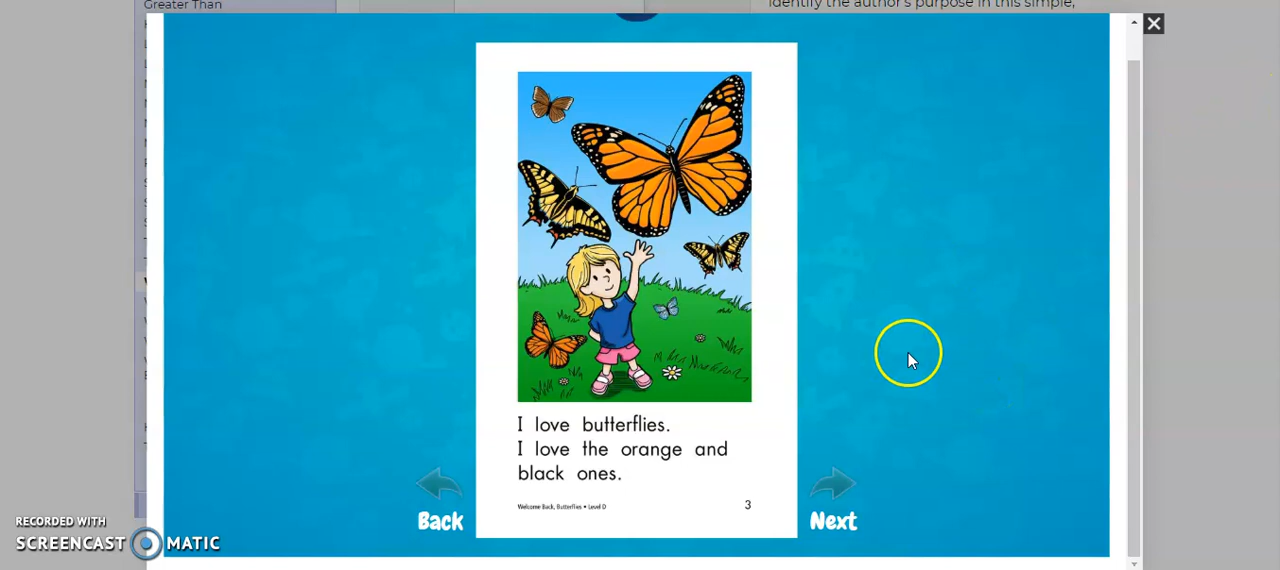 Greater Than
Identify the author's purpose in this simple,
I love butterflies.
I love the orange and
black ones.
Welcome Back, Butterflies • Level D
3
Back
Next
RECORDED WITH
SCREENCAST MATIC